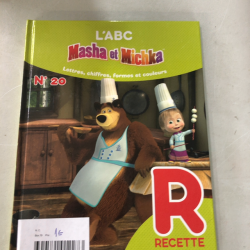 L'ABC
Masha et Michka
Lettres, chiffres, formes et couleurs
N° 20
R
RECETTE